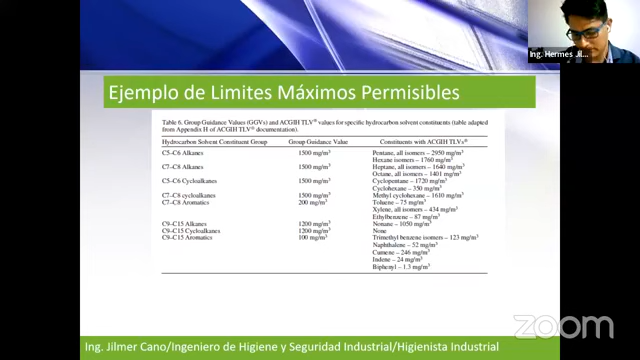 Ing. Hermes Jil...
Ejemplo de Limites Máximos Permisibles
Table 6. Group Guidance Values (GGVs) and ACGIH TLV® values for specific hydrocarbon solvent constituents (table adapted
from Appendix H of ACGIH TLV® documentation).
Hydrocarbon Solvent Constituent Group Group Guidance Value Constituents with ACGIH TLVs®
C5–C6 Alkanes 1500 mg/m³ Pentane, all isomers – 2950 mg/m³
Hexane isomers – 1760 mg/m³
C7–C8 Alkanes 1500 mg/m³ Heptane, all isomers – 1640 mg/m³
Octane, all isomers – 1401 mg/m³
C5–C6 Cycloalkanes 1500 mg/m³ Cyclopentane – 1720 mg/m³
Cyclohexane – 350 mg/m³
C7–C8 cycloalkanes 1500 mg/m³ Methyl cyclohexane – 1610 mg/m³
C7–C8 Aromatics 200 mg/m³ Toluene – 75 mg/m³
Xylene, all isomers – 434 mg/m³
Ethylbenzene – 87 mg/m³
C9–C15 Alkanes 1200 mg/m³ Nonane – 1050 mg/m³
C9–C15 Cycloalkanes 1200 mg/m³ None
C9–C15 Aromatics 100 mg/m³ Trimethyl benzene isomers – 123 mg/m³
Naphthalene – 52 mg/m³
Cumene – 246 mg/m³
Indene – 24 mg/m³
Biphenyl – 1.3 mg/m³
zoom
Ing. Jilmer Cano/Ingeniero de Higiene y Seguridad Industrial/Higienista Industrial